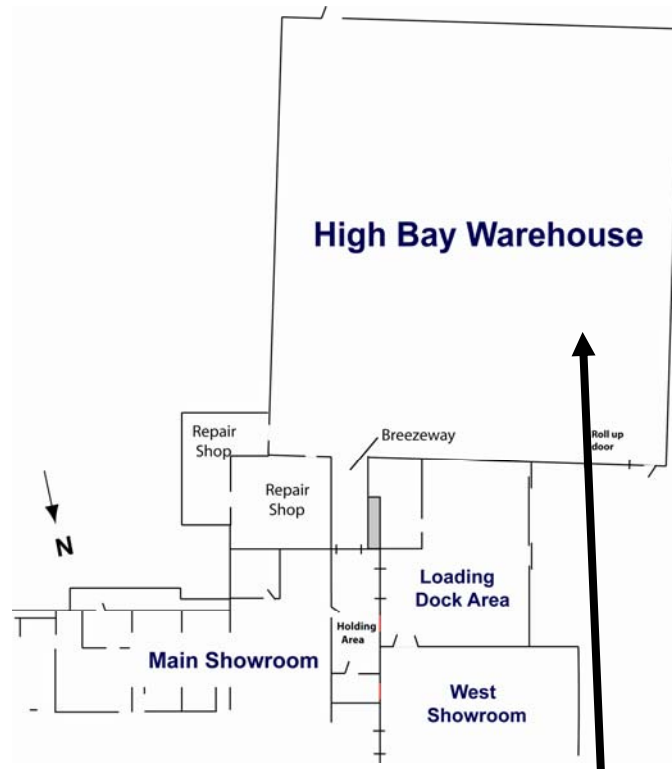 High Bay Warehouse
Repair
Shop
Breezeway
Roll up
door
Repair
Shop
N
Loading
Dock Area
Holding
Area
Main Showroom
West
Showroom